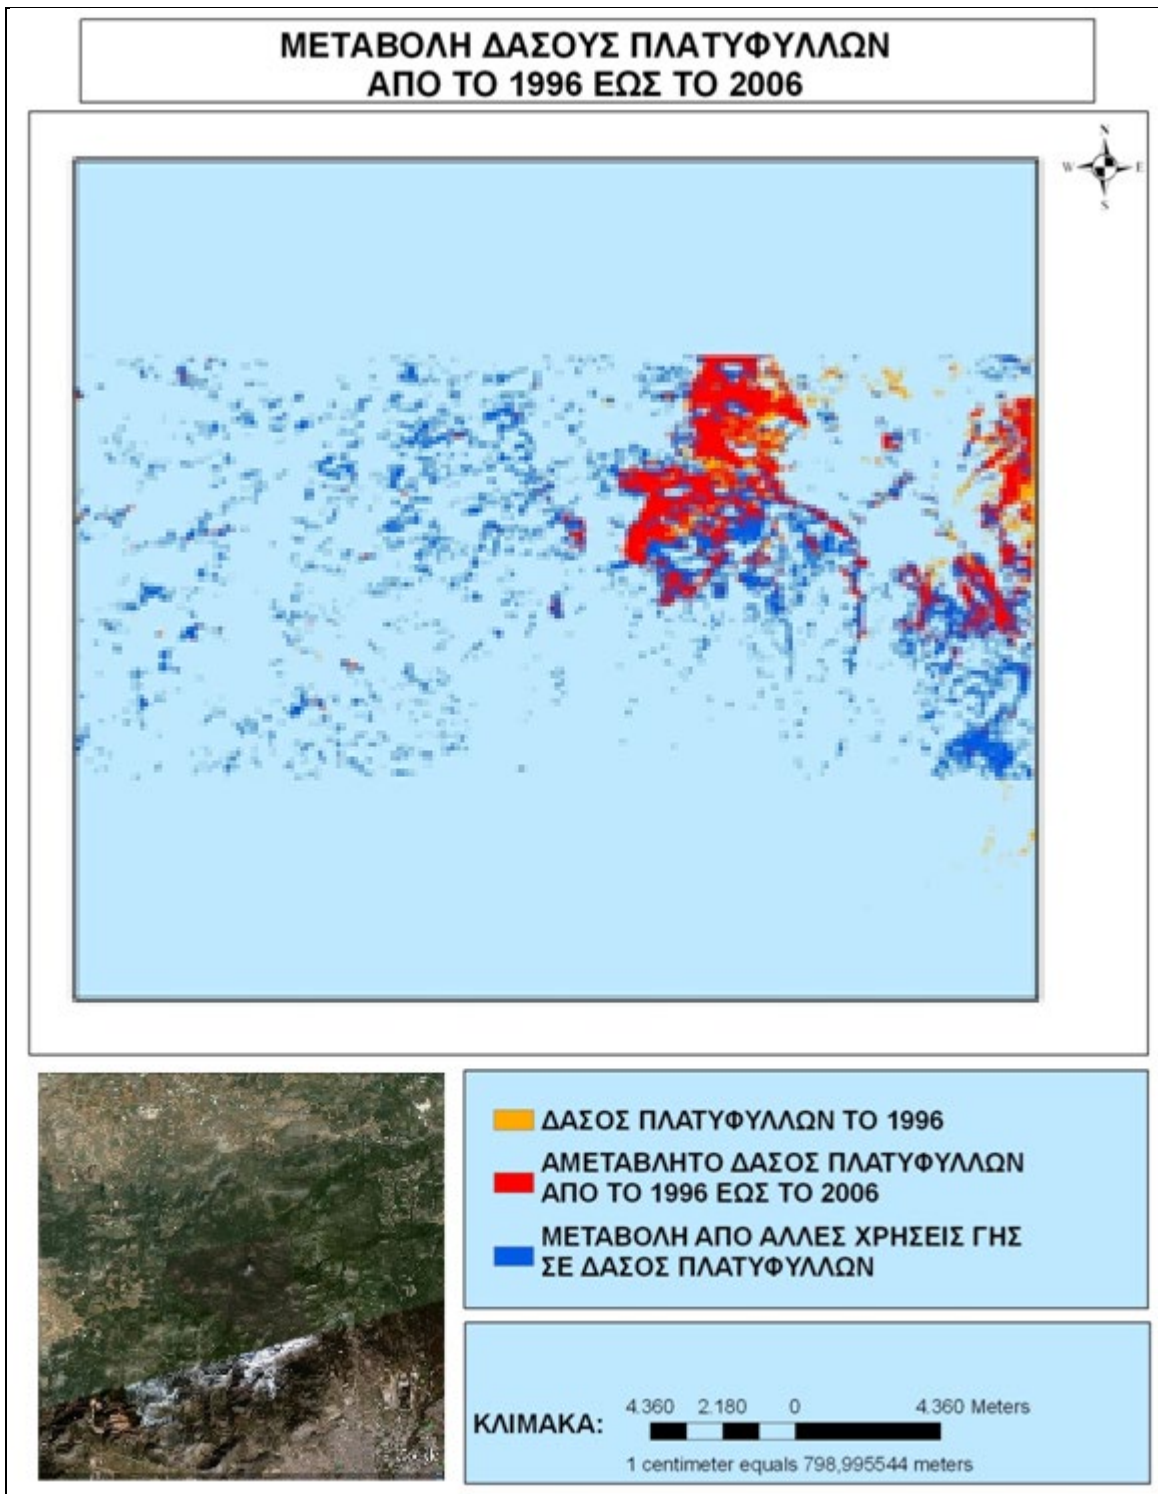 ΜΕΤΑΒΟΛΗ ΔΑΣΟΥΣ ΠΛΑΤΥΦΥΛΛΩΝ
ΑΠΟ ΤΟ 1996 ΕΩΣ ΤΟ 2006
N
W E
S
ΔΑΣΟΣ ΠΛΑΤΥΦΥΛΛΩΝ ΤΟ 1996
ΑΜΕΤΑΒΛΗΤΟ ΔΑΣΟΣ ΠΛΑΤΥΦΥΛΛΩΝ
ΑΠΟ ΤΟ 1996 ΕΩΣ ΤΟ 2006
ΜΕΤΑΒΟΛΗ ΑΠΟ ΑΛΛΕΣ ΧΡΗΣΕΙΣ ΓΗΣ
ΣΕ ΔΑΣΟΣ ΠΛΑΤΥΦΥΛΛΩΝ
4.360 2.180 0 4.360 Meters
ΚΛΙΜΑΚΑ:
1 centimeter equals 798,995544 meters